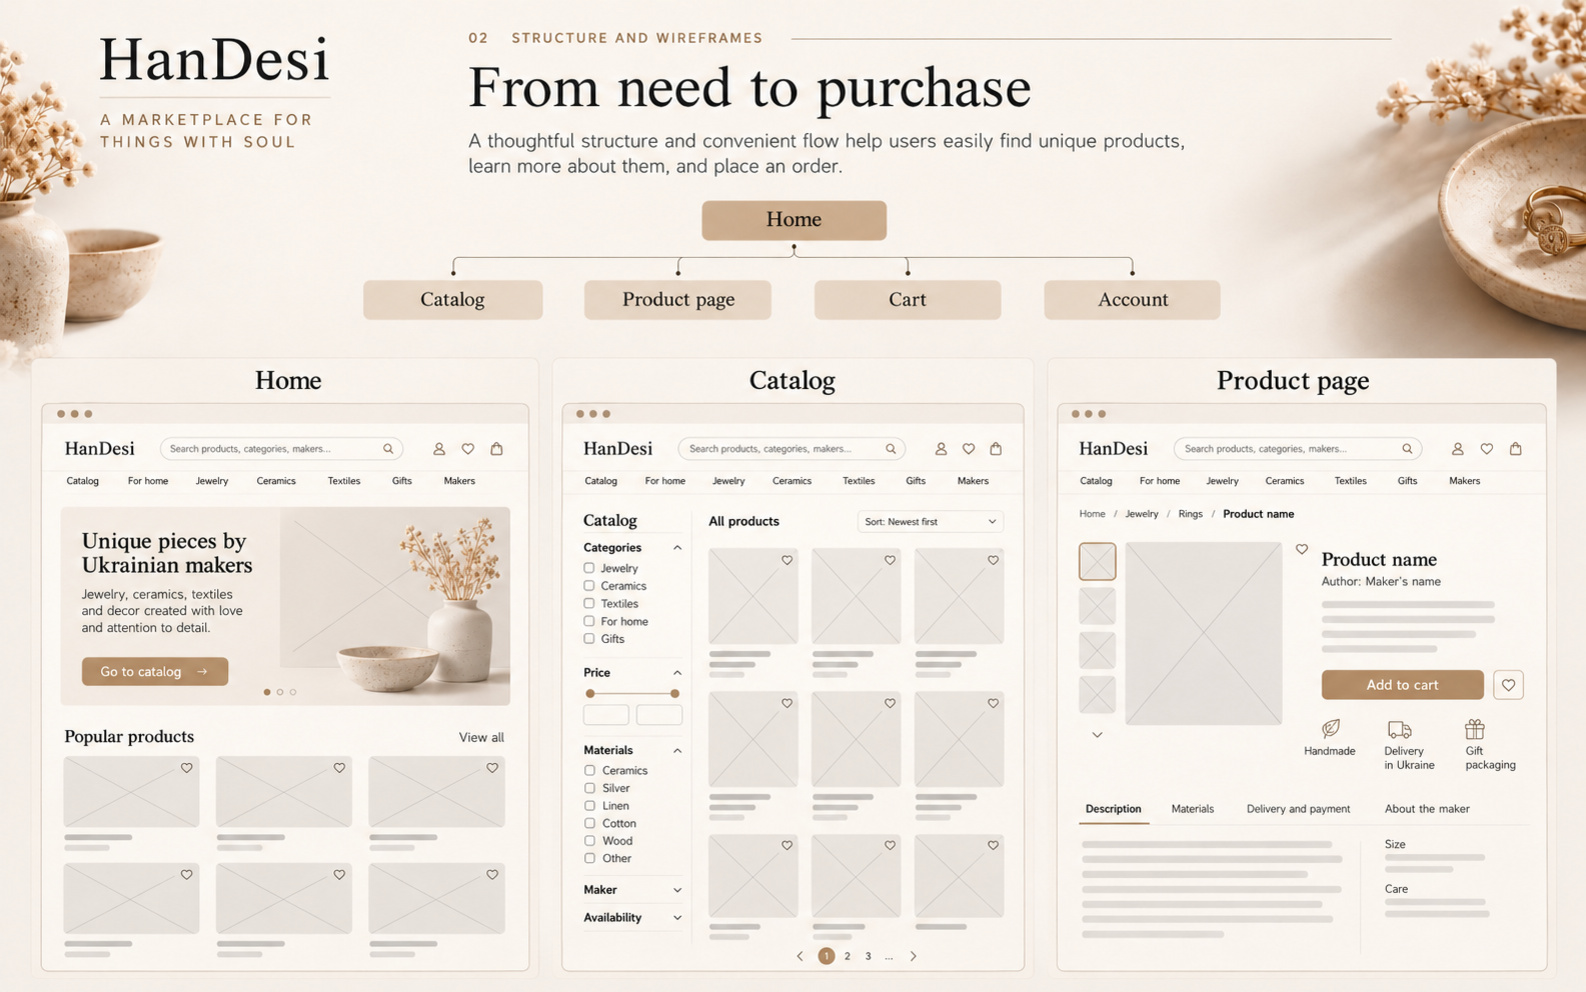 HanDesi
A MARKETPLACE FOR
THINGS WITH SOUL
02 STRUCTURE AND WIREFRAMES
From need to purchase
A thoughtful structure and convenient flow help users easily find unique products,
learn more about them, and place an order.
Home
Catalog Product page Cart Account
Home
HanDesi Search products, categories, makers...
Catalog For home Jewelry Ceramics Textiles Gifts Makers
Unique pieces by
Ukrainian makers
Jewelry, ceramics, textiles
and decor created with love
and attention to detail.
Go to catalog →
Popular products View all
Catalog
HanDesi Search products, categories, makers...
Catalog For home Jewelry Ceramics Textiles Gifts Makers
Catalog
Categories
Jewelry
Ceramics
Textiles
For home
Gifts
Price
Materials
Ceramics
Silver
Linen
Cotton
Wood
Other
Maker
Availability
All products Sort: Newest first
1 2 3 ...
Product page
HanDesi Search products, categories, makers...
Catalog For home Jewelry Ceramics Textiles Gifts Makers
Home / Jewelry / Rings / Product name
Product name
Author: Maker's name
Add to cart
Handmade
Delivery
in Ukraine
Gift
packaging
Description Materials Delivery and payment About the maker
Size
Care